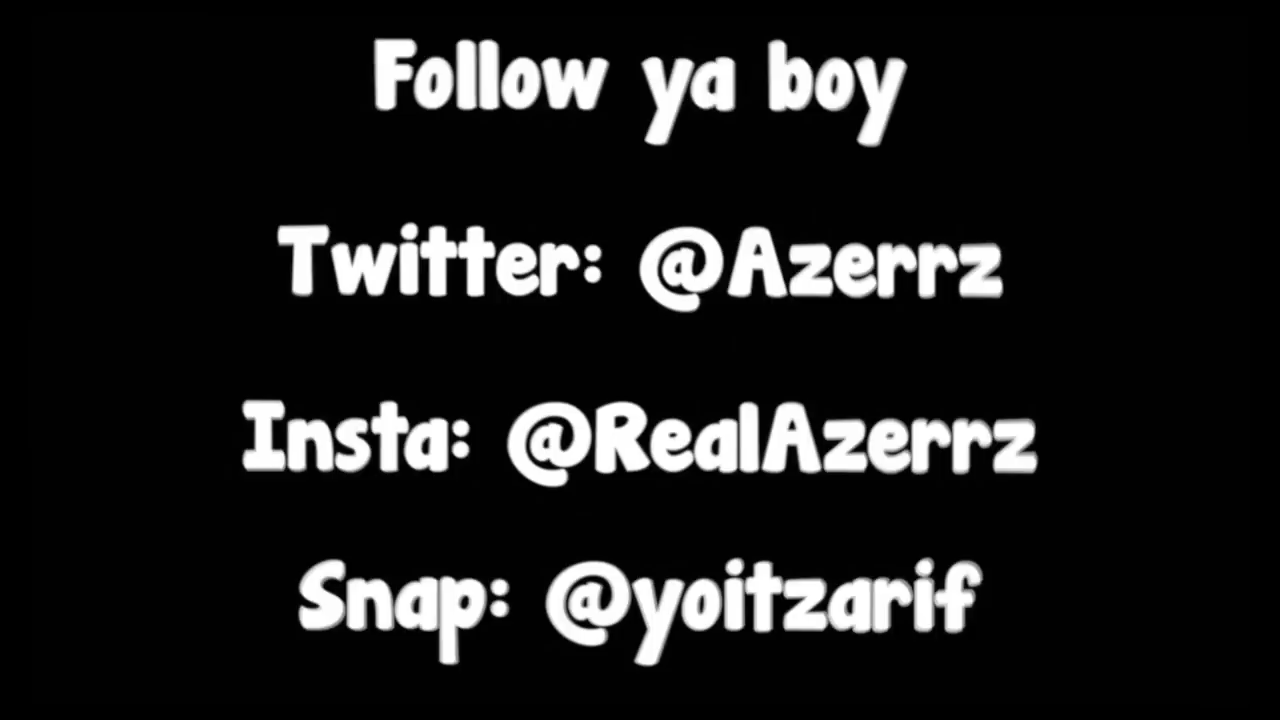 Follow ya boy
Twitter: @Azerrz
Insta: @RealAzerrz
Snap: @yoitzarif